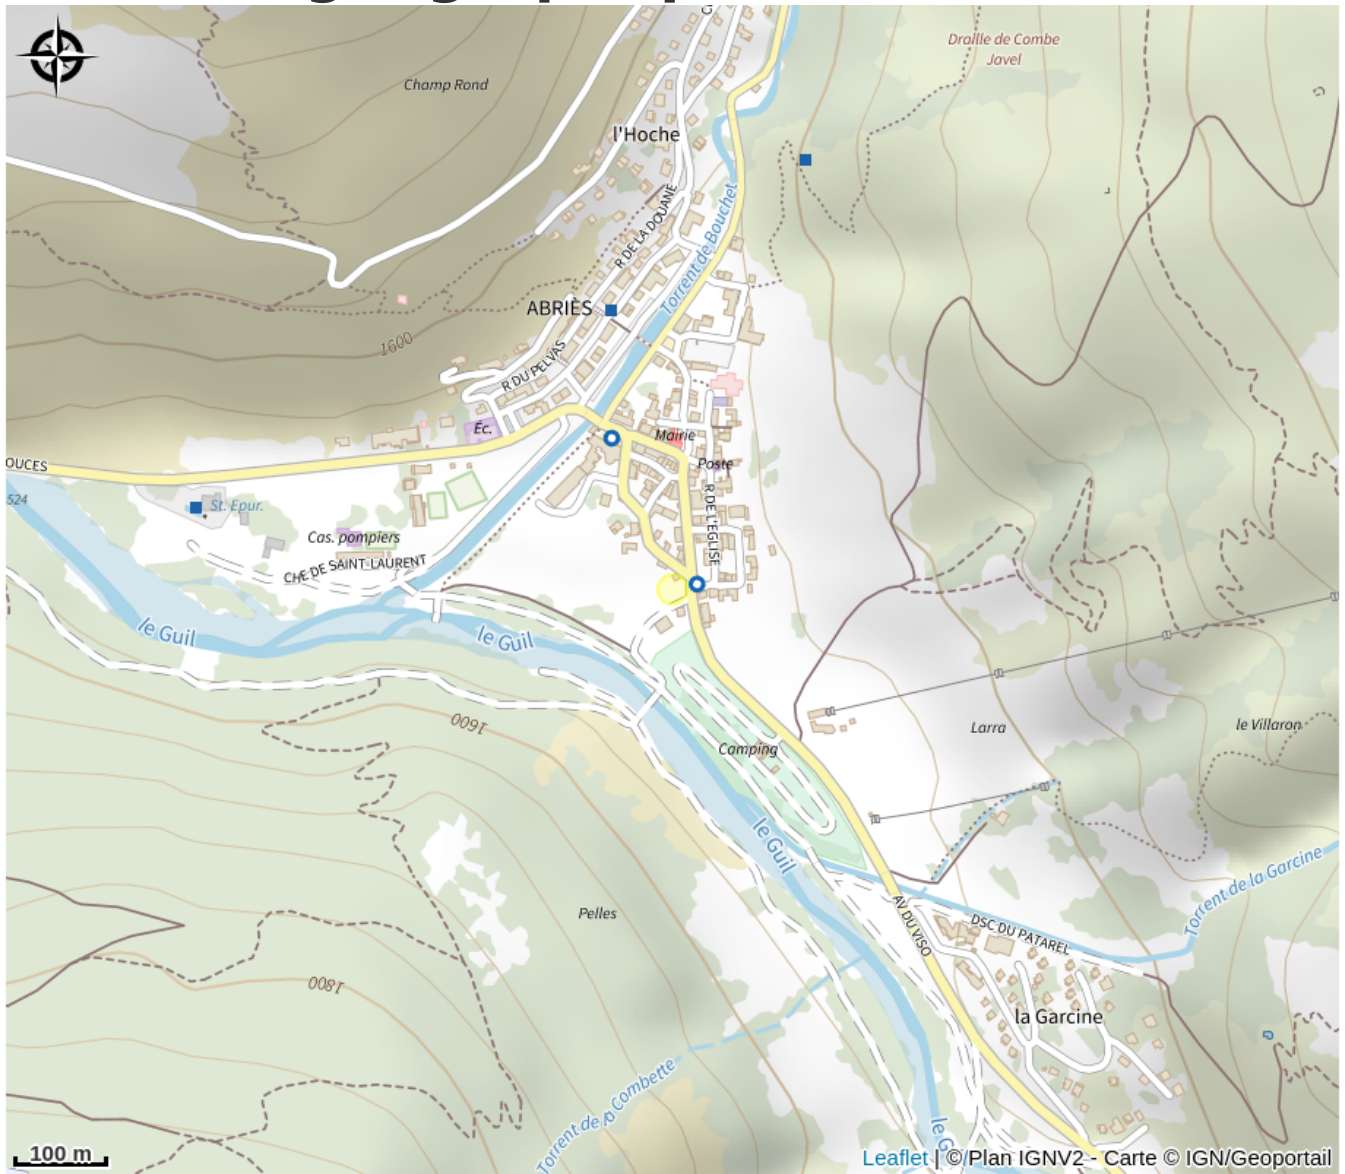 Draille de Combe
Javel
Champ Rond
l'Hoche
R DE LA DOUANE
Torrent de Bouchet
ABRIÈS
1600
R DU PELVAS
Éc.
Mairie
Poste
OUCES
524
St. Epur.
R DE L'EGLISE
Cas. pompiers
CHE DE SAINT-LAURENT
le Guil
le Guil
1600
Larra
le Villaron
Camping
le Guil
Torrent de la Garcine
AV DU VISO
DSC DU PATAREL
Pelles
1800
la Garcine
Torrent de la Combette
le G
100 m
Leaflet | © Plan IGNV2 - Carte © IGN/Geoportail